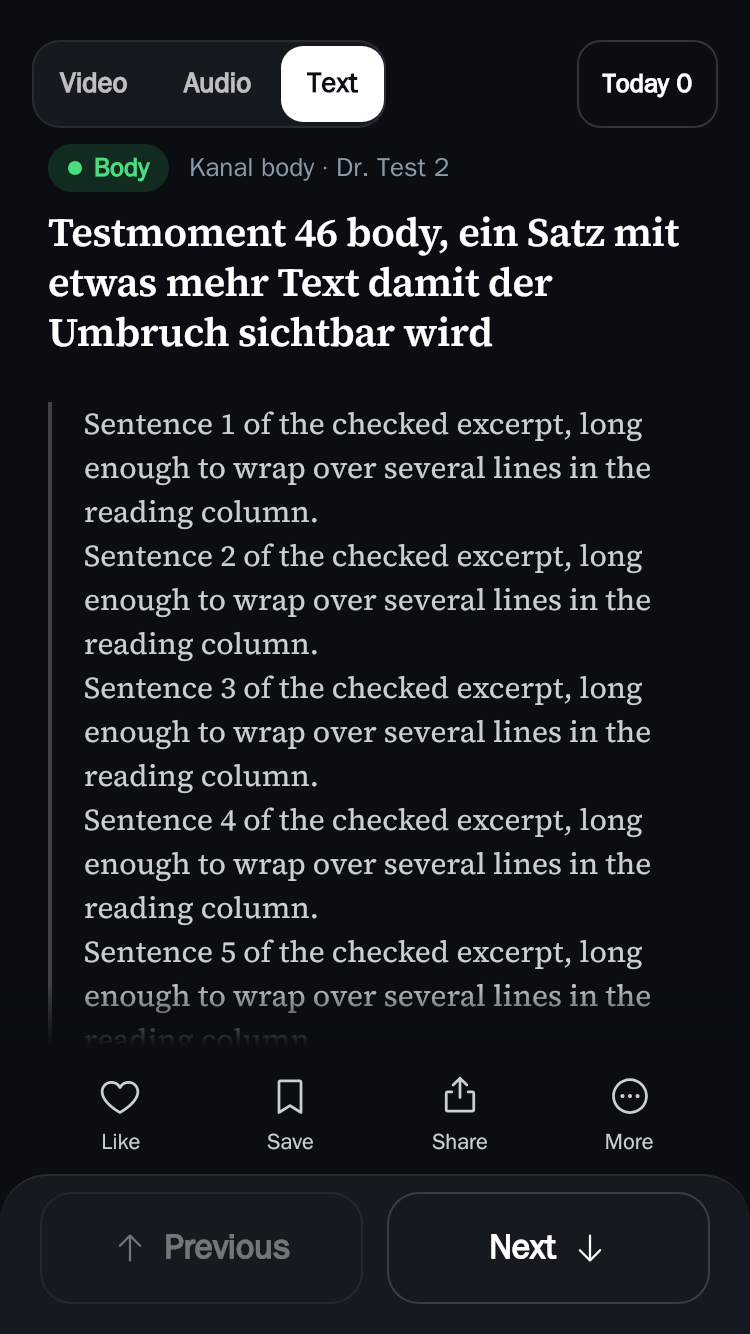 Video Audio Text Today 0
Body Kanal body · Dr. Test 2
Testmoment 46 body, ein Satz mit
etwas mehr Text damit der
Umbruch sichtbar wird
Sentence 1 of the checked excerpt, long
enough to wrap over several lines in the
reading column.
Sentence 2 of the checked excerpt, long
enough to wrap over several lines in the
reading column.
Sentence 3 of the checked excerpt, long
enough to wrap over several lines in the
reading column.
Sentence 4 of the checked excerpt, long
enough to wrap over several lines in the
reading column.
Sentence 5 of the checked excerpt, long
enough to wrap over several lines in the
reading column.
Like Save Share More
Previous Next